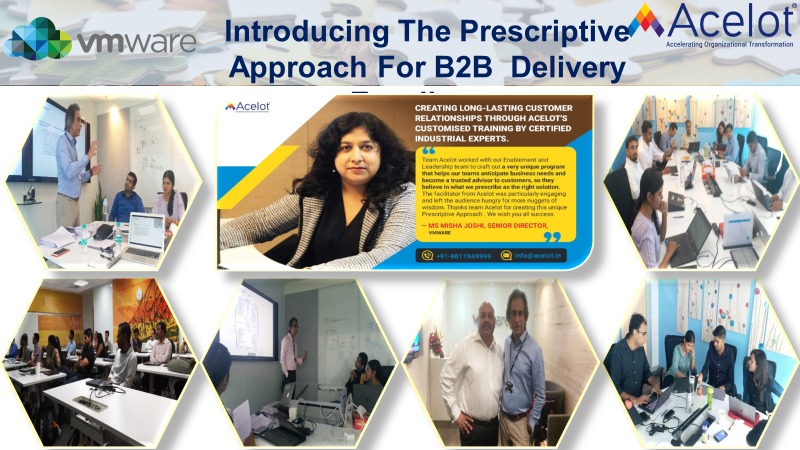 vmware
Introducing The Prescriptive
Approach For B2B Delivery
Acelot®
Accelerating Organizational Transformation
Acelot®
CREATING LONG-LASTING CUSTOMER
RELATIONSHIPS THROUGH ACELOT'S
CUSTOMISED TRAINING BY CERTIFIED
INDUSTRIAL EXPERTS.
Team Acelot worked with our Enablement and
Leadership team to craft out a very unique program
that helps our teams anticipate business needs and
become a trusted advisor to customers, so they
believe in what we prescribe as the right solution.
The facilitator from Acelot was particularly engaging
and left the audience hungry for more nuggets of
wisdom. Thanks team Acelot for creating this unique
Prescriptive Approach . We wish you all success.
— MS MISHA JOSHI, SENIOR DIRECTOR,
VMWARE
+91-9811949999
info@acelot.in